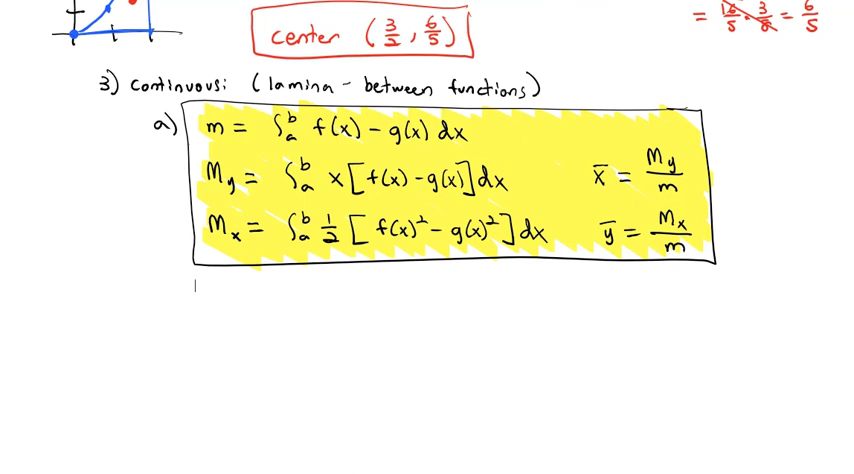 = 16/5 · 3/8 = 6/5
center (3/2, 6/5)
3) Continuous: (lamina - between functions)
a) m = ∫ₐᵇ f(x) - g(x) dx
My = ∫ₐᵇ x[f(x) - g(x)] dx    x̄ = My/m
Mx = ∫ₐᵇ 1/2 [f(x)² - g(x)²] dx    ȳ = Mx/m